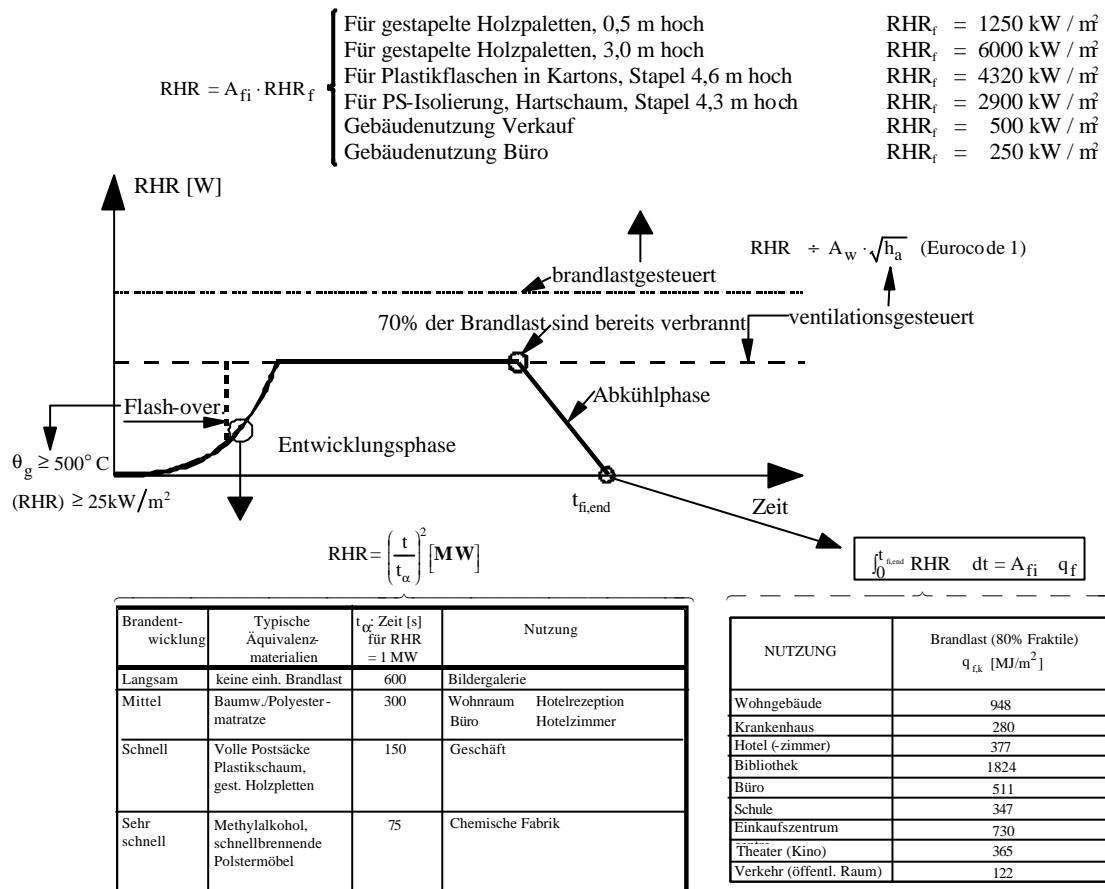 Für gestapelte Holzpaletten, 0,5 m hoch RHR_f = 1250 kW / m²
Für gestapelte Holzpaletten, 3,0 m hoch RHR_f = 6000 kW / m²
RHR = A_fi · RHR_f
Für Plastikflaschen in Kartons, Stapel 4,6 m hoch RHR_f = 4320 kW / m²
Für PS-Isolierung, Hartschaum, Stapel 4,3 m hoch RHR_f = 2900 kW / m²
Gebäudenutzung Verkauf RHR_f = 500 kW / m²
Gebäudenutzung Büro RHR_f = 250 kW / m²
RHR [W]
RHR ÷ A_w · √h_a (Eurocode 1)
brandlastgesteuert
70% der Brandlast sind bereits verbrannt
ventilationsgesteuert
Flash-over.
Abkühlphase
Entwicklungsphase
θ_g ≥ 500° C
(RHR) ≥ 25kW/m²
t_fi,end
Zeit
RHR = (t/t_α)² [MW]
∫_0^t_fi,end RHR dt = A_fi q_f
Brandent- Typische t_α: Zeit [s] Nutzung
wicklung Äquivalenz- für RHR
materialien = 1 MW
Langsam keine einh. Brandlast 600 Bildergalerie
Mittel Baumw./Polyester- 300 Wohnraum Hotelrezeption
matratze Büro Hotelzimmer
Schnell Volle Postsäcke 150 Geschäft
Plastikschaum,
gest. Holzpletten
Sehr Methylalkohol, 75 Chemische Fabrik
schnell schnellbrennende
Polstermöbel
NUTZUNG Brandlast (80% Fraktile)
q_f,k [MJ/m²]
Wohngebäude 948
Krankenhaus 280
Hotel (-zimmer) 377
Bibliothek 1824
Büro 511
Schule 347
Einkaufszentrum 730
Theater (Kino) 365
Verkehr (öffentl. Raum) 122